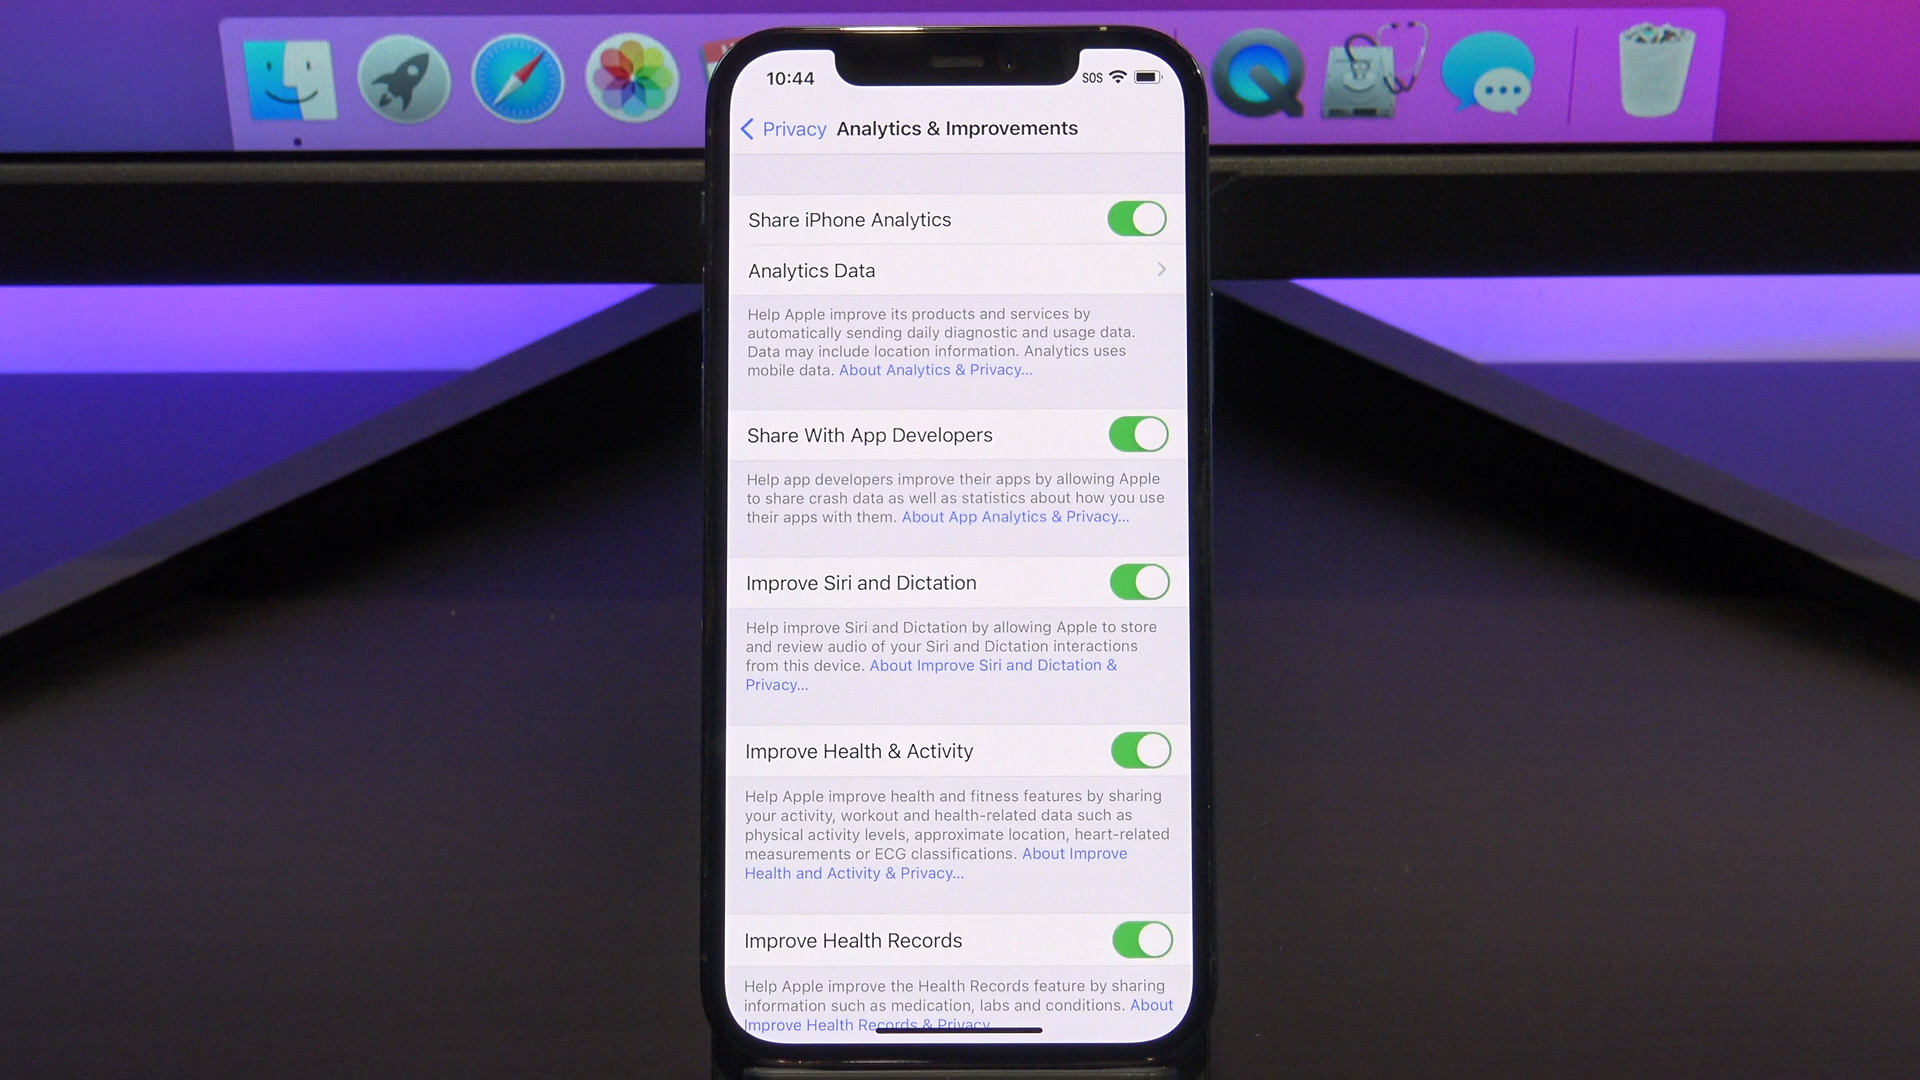 10:44
SOS
Privacy Analytics & Improvements
Share iPhone Analytics
Analytics Data
Help Apple improve its products and services by
automatically sending daily diagnostic and usage data.
Data may include location information. Analytics uses
mobile data. About Analytics & Privacy...
Share With App Developers
Help app developers improve their apps by allowing Apple
to share crash data as well as statistics about how you use
their apps with them. About App Analytics & Privacy...
Improve Siri and Dictation
Help improve Siri and Dictation by allowing Apple to store
and review audio of your Siri and Dictation interactions
from this device. About Improve Siri and Dictation &
Privacy...
Improve Health & Activity
Help Apple improve health and fitness features by sharing
your activity, workout and health-related data such as
physical activity levels, approximate location, heart-related
measurements or ECG classifications. About Improve
Health and Activity & Privacy...
Improve Health Records
Help Apple improve the Health Records feature by sharing
information such as medication, labs and conditions. About
Improve Health Records & Privacy